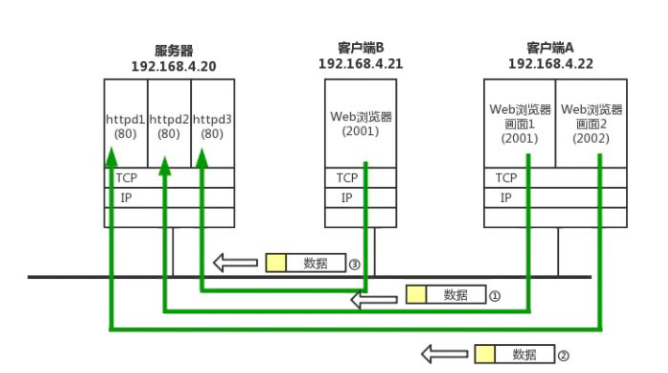 服务器
192.168.4.20
客户端B
192.168.4.21
客户端A
192.168.4.22
httpd1
(80)
httpd2
(80)
httpd3
(80)
Web浏览器
(2001)
Web浏览器
画面1
(2001)
Web浏览器
画面2
(2002)
TCP
IP
TCP
IP
TCP
IP
数据 ③
数据 ①
数据 ②